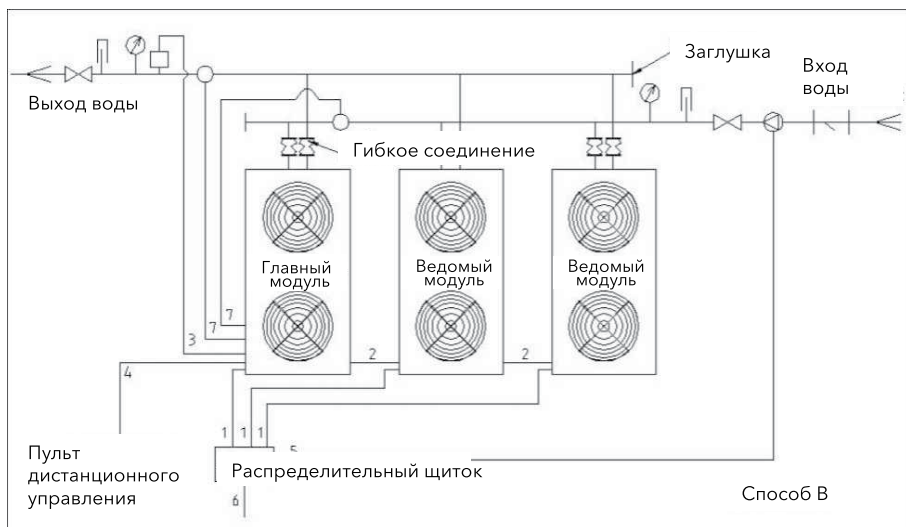 Заглушка
Вход
воды
Выход воды
Гибкое соединение
Главный
модуль
Ведомый
модуль
Ведомый
модуль
7
7
3
2
2
4
1
1
1
5
Пульт
дистанционного
управления
Распределительный щиток
6
Способ В